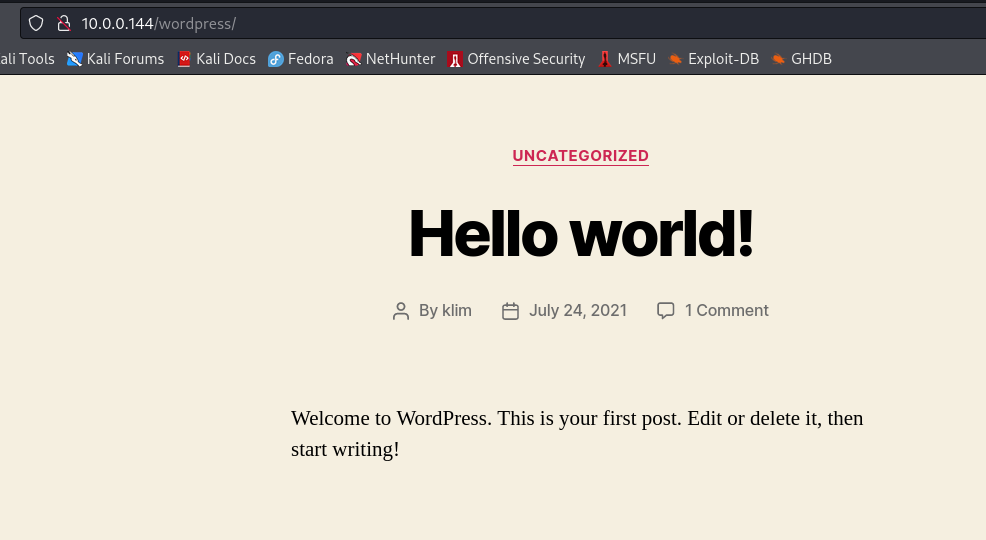 10.0.0.144/wordpress/
ali Tools Kali Forums Kali Docs Fedora NetHunter Offensive Security MSFU Exploit-DB GHDB
UNCATEGORIZED
Hello world!
By klim July 24, 2021 1 Comment
Welcome to WordPress. This is your first post. Edit or delete it, then
start writing!